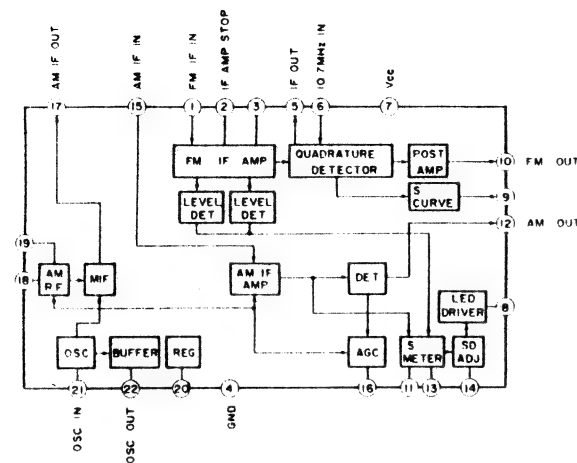 AM IF OUT
AM IF IN
FM IF IN
IF AMP STOP
IF OUT
10.7MHz IN
Vcc
17
15
1
2
3
5
6
7
FM IF AMP
QUADRATURE
DETECTOR
POST
AMP
10 FM OUT
LEVEL
DET
LEVEL
DET
S
CURVE
9
12 AM OUT
19
18
AM
R.F
MIF
AM IF
AMP
DET
LED
DRIVER
8
OSC
BUFFER
REG
AGC
S
METER
SD
ADJ
21
22
20
4
16
11
13
14
OSC IN
OSC OUT
GND